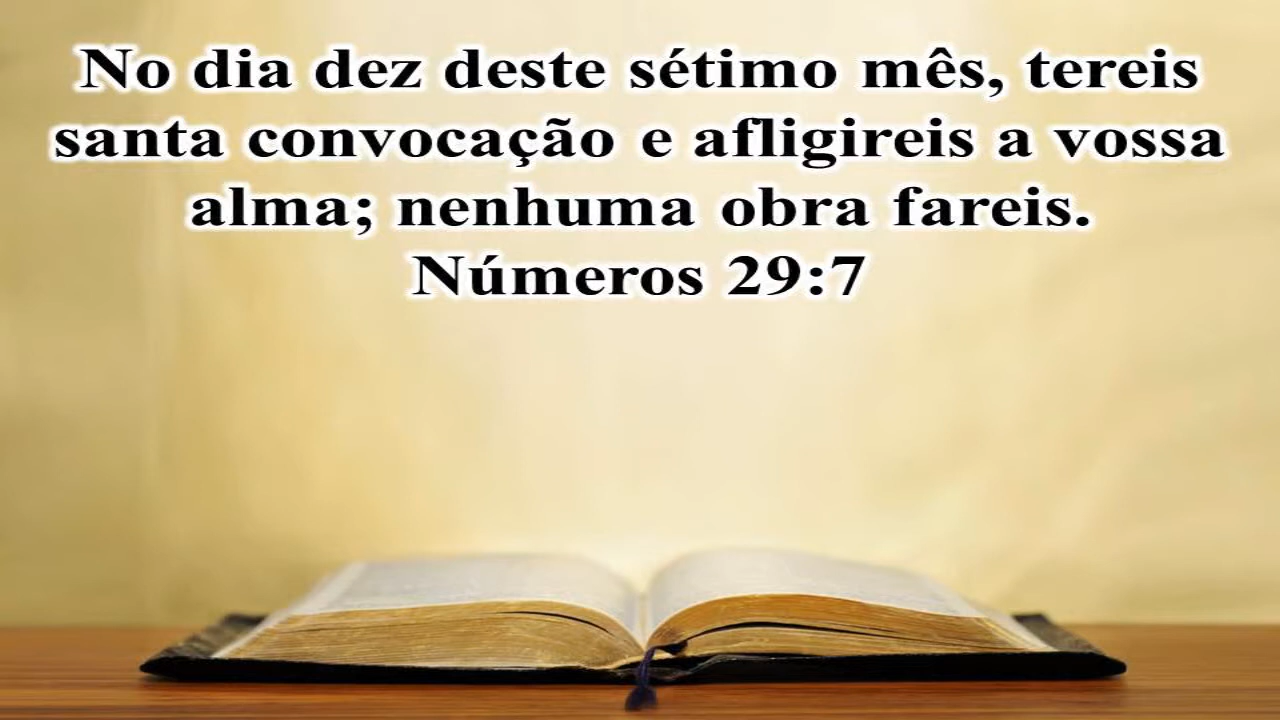 No dia dez deste sétimo mês, tereis
santa convocação e afligireis a vossa
alma; nenhuma obra fareis.
Números 29:7